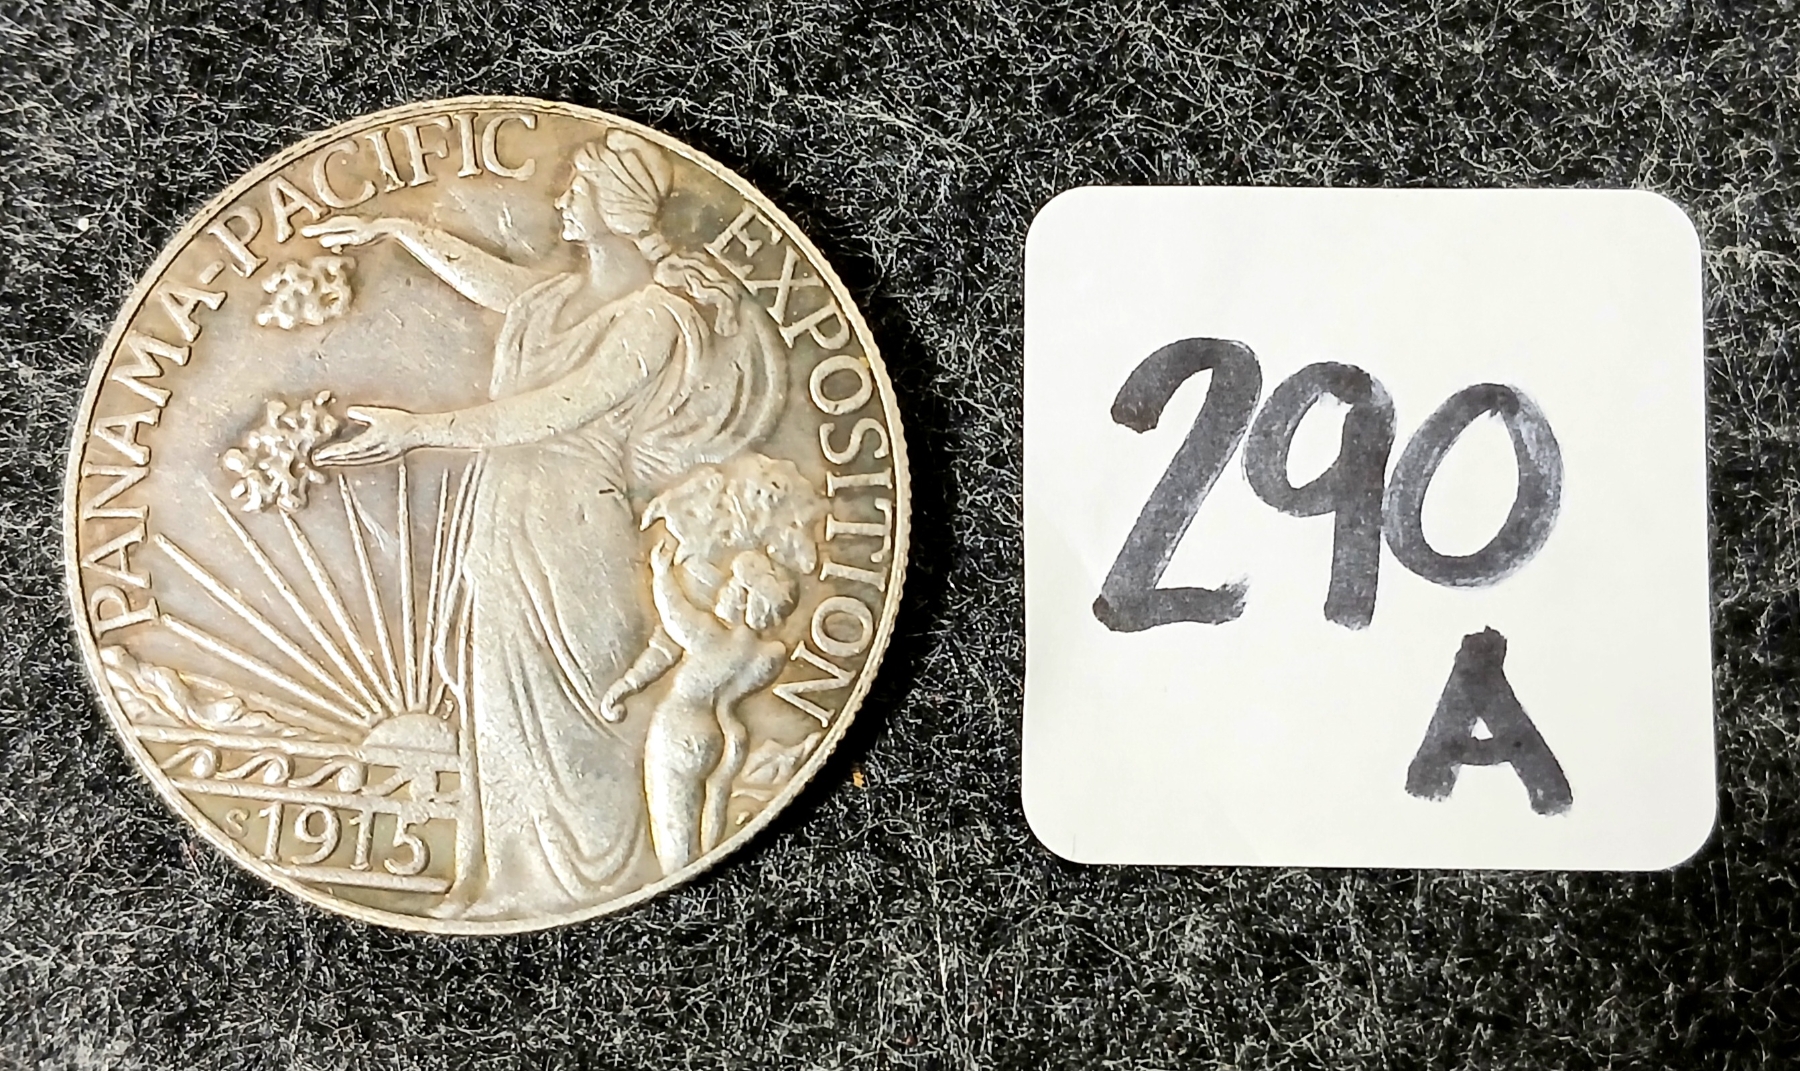 PANAMA-PACIFIC EXPOSITION
S 1915
290
A